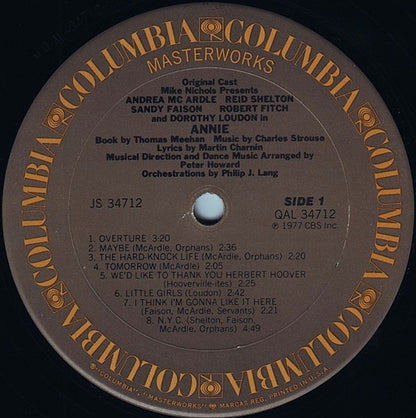 COLUMBIA COLUMBIA COLUMBIA COLUMBIA COLUMBIA COLUMBIA
MASTERWORKS
Original Cast
Mike Nichols Presents
ANDREA MC ARDLE REID SHELTON
SANDY FAISON ROBERT FITCH
and DOROTHY LOUDON in
ANNIE
Book by Thomas Meehan Music by Charles Strouse
Lyrics by Martin Charnin
Musical Direction and Dance Music Arranged by
Peter Howard
Orchestrations by Philip J. Lang
JS 34712
SIDE 1
QAL 34712
℗ 1977 CBS Inc.
1. OVERTURE 3:20
2. MAYBE (McArdle, Orphans) 2:36
3. THE HARD-KNOCK LIFE (McArdle, Orphans) 2:20
4. TOMORROW (McArdle) 2:05
5. WE'D LIKE TO THANK YOU HERBERT HOOVER
(Hooverville-ites) 2:50
6. LITTLE GIRLS (Loudon) 2:42
7. I THINK I'M GONNA LIKE IT HERE
(Faison, McArdle, Servants) 2:21
8. N.Y.C. (Shelton, Faison,
McArdle, Orphans) 4:49
® "COLUMBIA", "MASTERWORKS" MARCAS REG. PRINTED IN U.S.A.